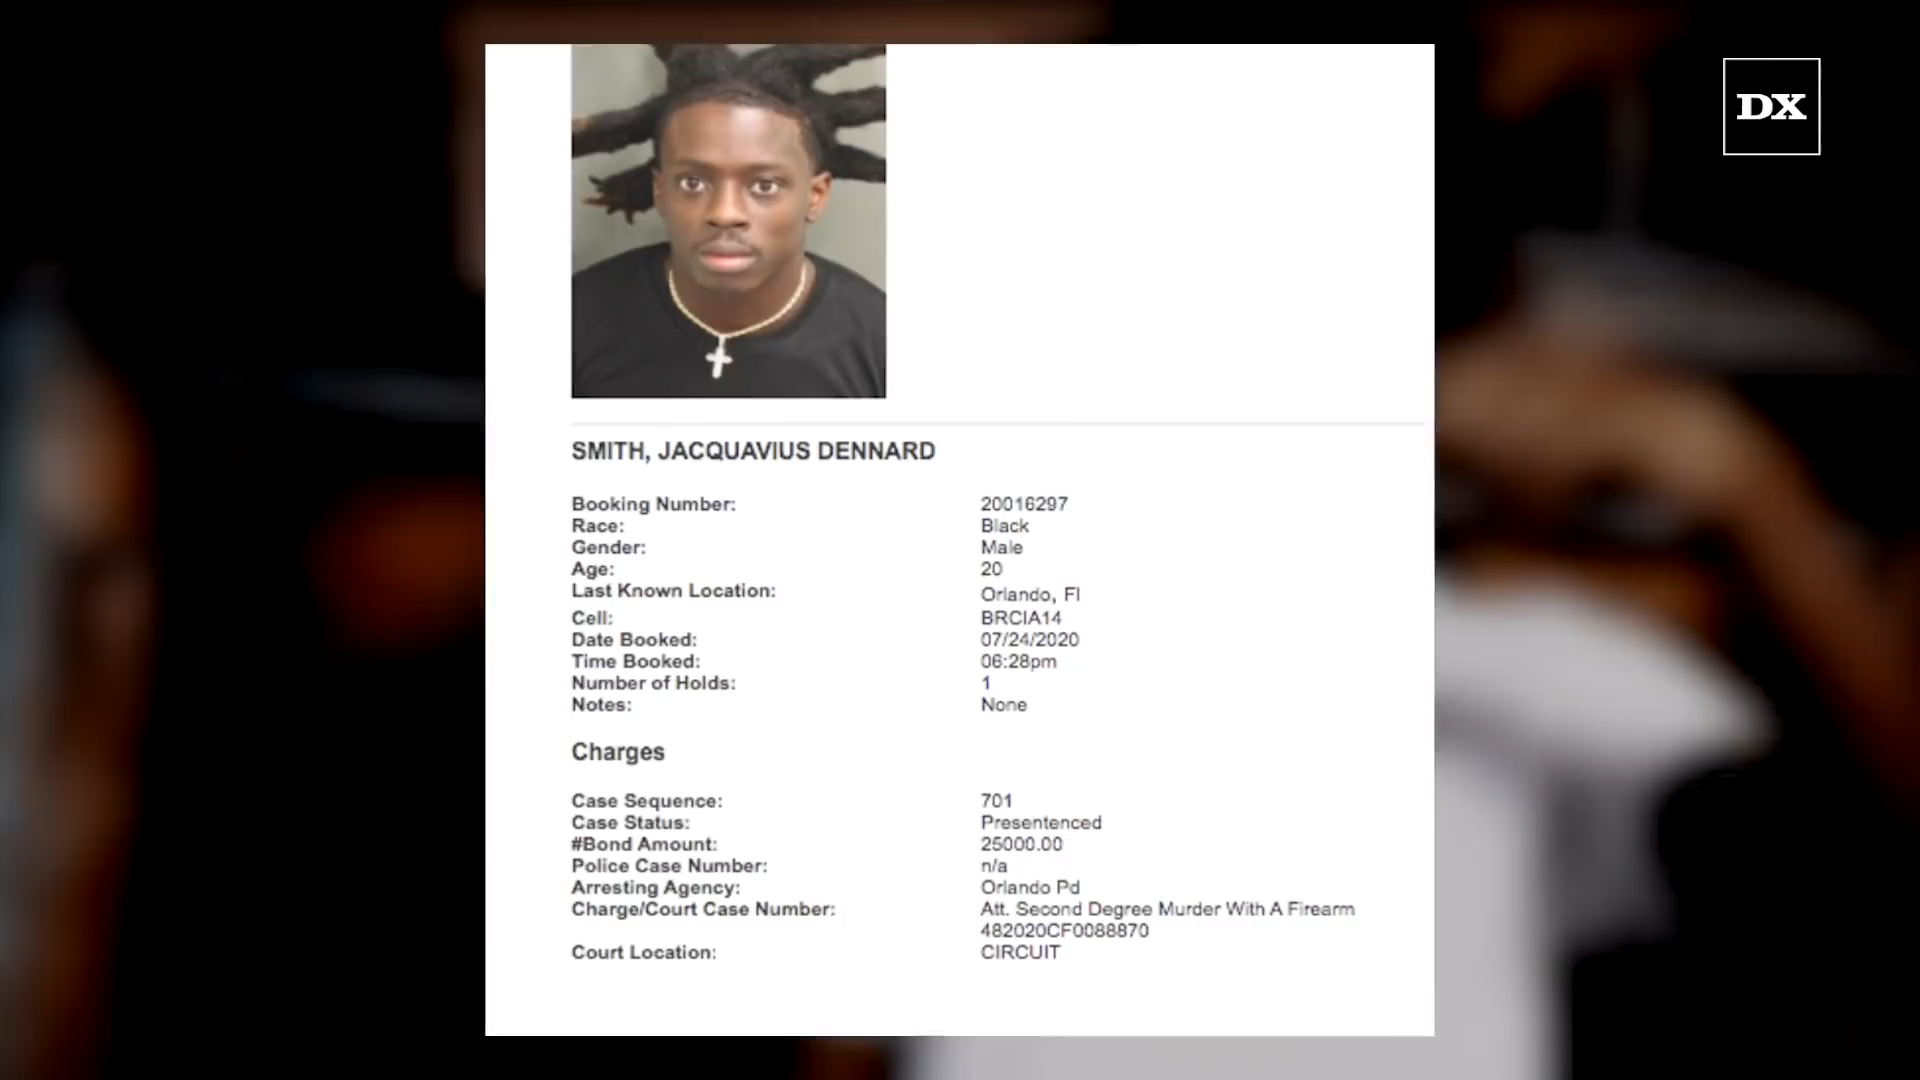 DX
SMITH, JACQUAVIUS DENNARD
Booking Number: 20016297
Race: Black
Gender: Male
Age: 20
Last Known Location: Orlando, Fl
Cell: BRCIA14
Date Booked: 07/24/2020
Time Booked: 06:28pm
Number of Holds: 1
Notes: None
Charges
Case Sequence: 701
Case Status: Presentenced
#Bond Amount: 25000.00
Police Case Number: n/a
Arresting Agency: Orlando Pd
Charge/Court Case Number: Att. Second Degree Murder With A Firearm
482020CF0088870
Court Location: CIRCUIT